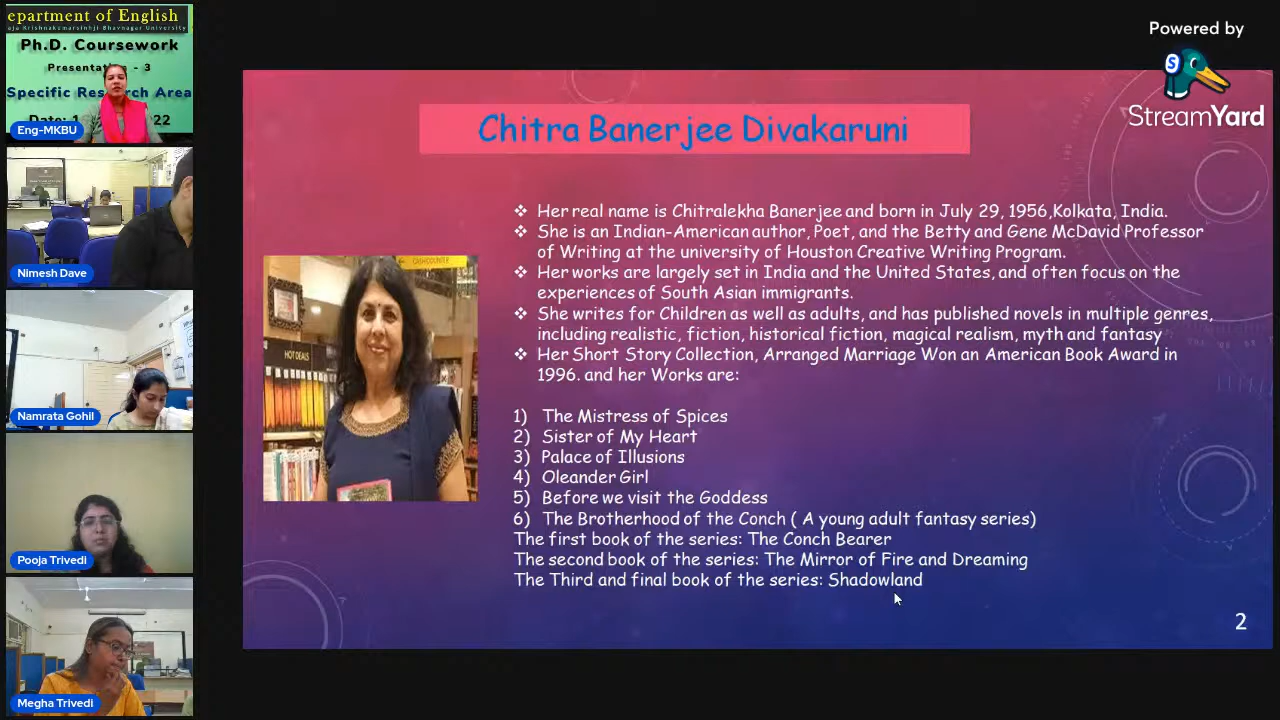 epartment of English
aja Krishnakumarsinhji Bhavnagar University
Ph.D. Coursework
- 3
Specific Res rch Area
22
Eng-MKBU
Nimesh Dave
Namrata Gohil
Pooja Trivedi
Megha Trivedi
Powered by
StreamYard
Chitra Banerjee Divakaruni
❖ Her real name is Chitralekha Banerjee and born in July 29, 1956,Kolkata, India.
❖ She is an Indian-American author, Poet, and the Betty and Gene McDavid Professor
of Writing at the university of Houston Creative Writing Program.
❖ Her works are largely set in India and the United States, and often focus on the
experiences of South Asian immigrants.
❖ She writes for Children as well as adults, and has published novels in multiple genres,
including realistic, fiction, historical fiction, magical realism, myth and fantasy
❖ Her Short Story Collection, Arranged Marriage Won an American Book Award in
1996. and her Works are:
1) The Mistress of Spices
2) Sister of My Heart
3) Palace of Illusions
4) Oleander Girl
5) Before we visit the Goddess
6) The Brotherhood of the Conch ( A young adult fantasy series)
The first book of the series: The Conch Bearer
The second book of the series: The Mirror of Fire and Dreaming
The Third and final book of the series: Shadowland
HOT DEALS
2